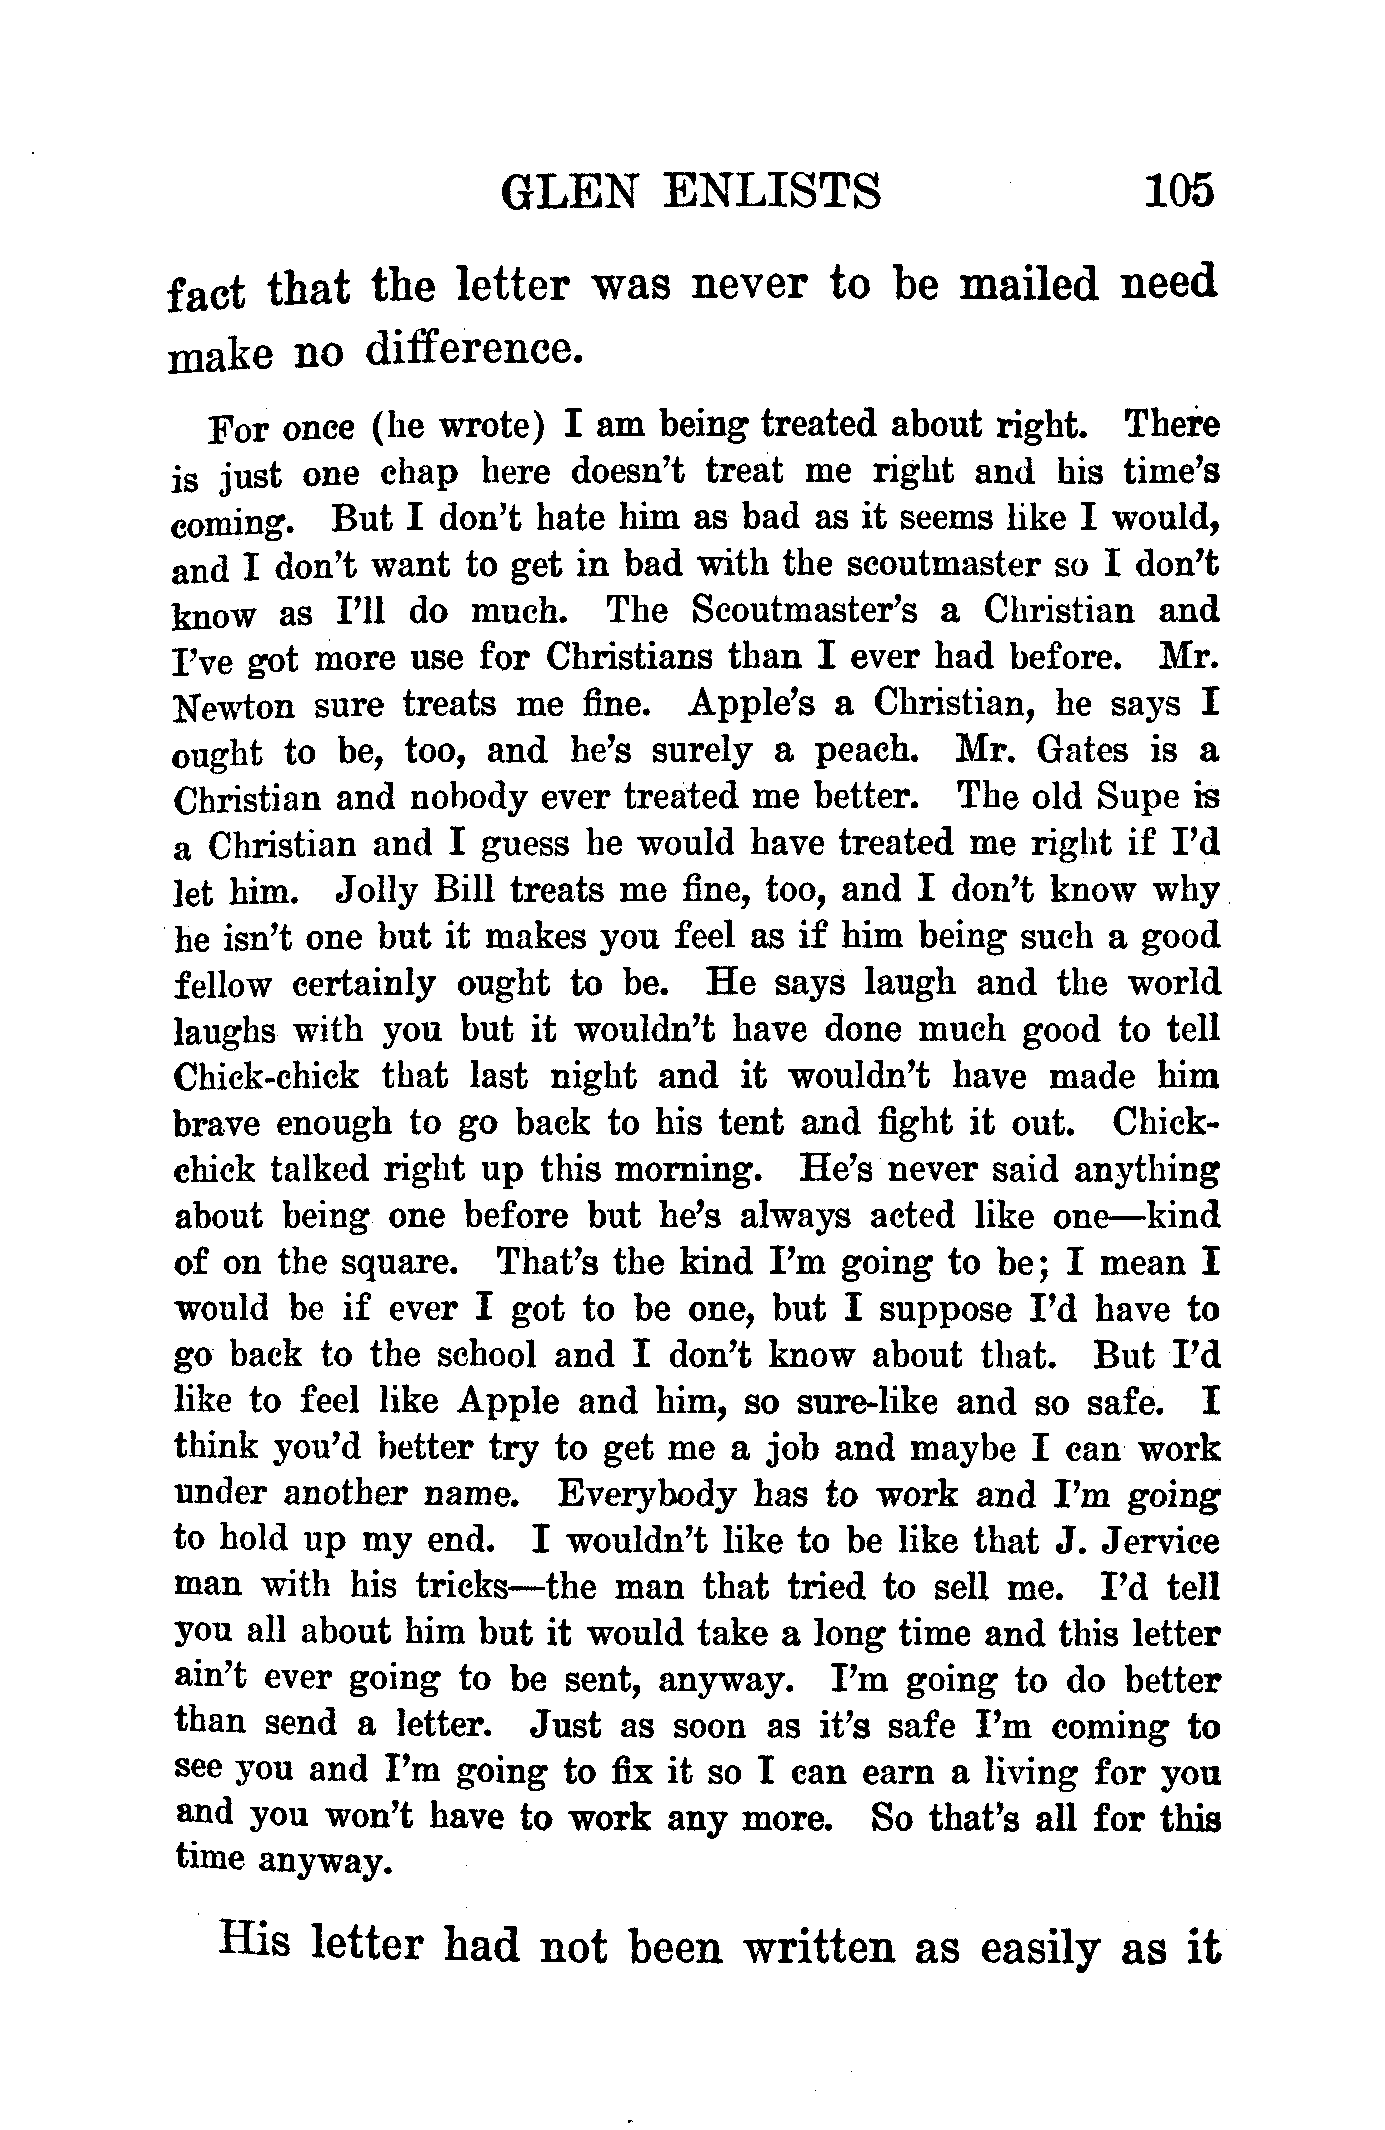 GLEN ENLISTS 105
fact that the letter was never to be mailed need
make no difference.
For once (he wrote) I am being treated about right. There
is just one chap here doesn't treat me right and his time's
coming. But I don't hate him as bad as it seems like I would,
and I don't want to get in bad with the scoutmaster so I don't
know as I'll do much. The Scoutmaster's a Christian and
I've got more use for Christians than I ever had before. Mr.
Newton sure treats me fine. Apple's a Christian, he says I
ought to be, too, and he's surely a peach. Mr. Gates is a
Christian and nobody ever treated me better. The old Supe is
a Christian and I guess he would have treated me right if I'd
let him. Jolly Bill treats me fine, too, and I don't know why
he isn't one but it makes you feel as if him being such a good
fellow certainly ought to be. He says laugh and the world
laughs with you but it wouldn't have done much good to tell
Chick-chick that last night and it wouldn't have made him
brave enough to go back to his tent and fight it out. Chick-
chick talked right up this morning. He's never said anything
about being one before but he's always acted like one—kind
of on the square. That's the kind I'm going to be; I mean I
would be if ever I got to be one, but I suppose I'd have to
go back to the school and I don't know about that. But I'd
like to feel like Apple and him, so sure-like and so safe. I
think you'd better try to get me a job and maybe I can work
under another name. Everybody has to work and I'm going
to hold up my end. I wouldn't like to be like that J. Jervice
man with his tricks—the man that tried to sell me. I'd tell
you all about him but it would take a long time and this letter
ain't ever going to be sent, anyway. I'm going to do better
than send a letter. Just as soon as it's safe I'm coming to
see you and I'm going to fix it so I can earn a living for you
and you won't have to work any more. So that's all for this
time anyway.
His letter had not been written as easily as it